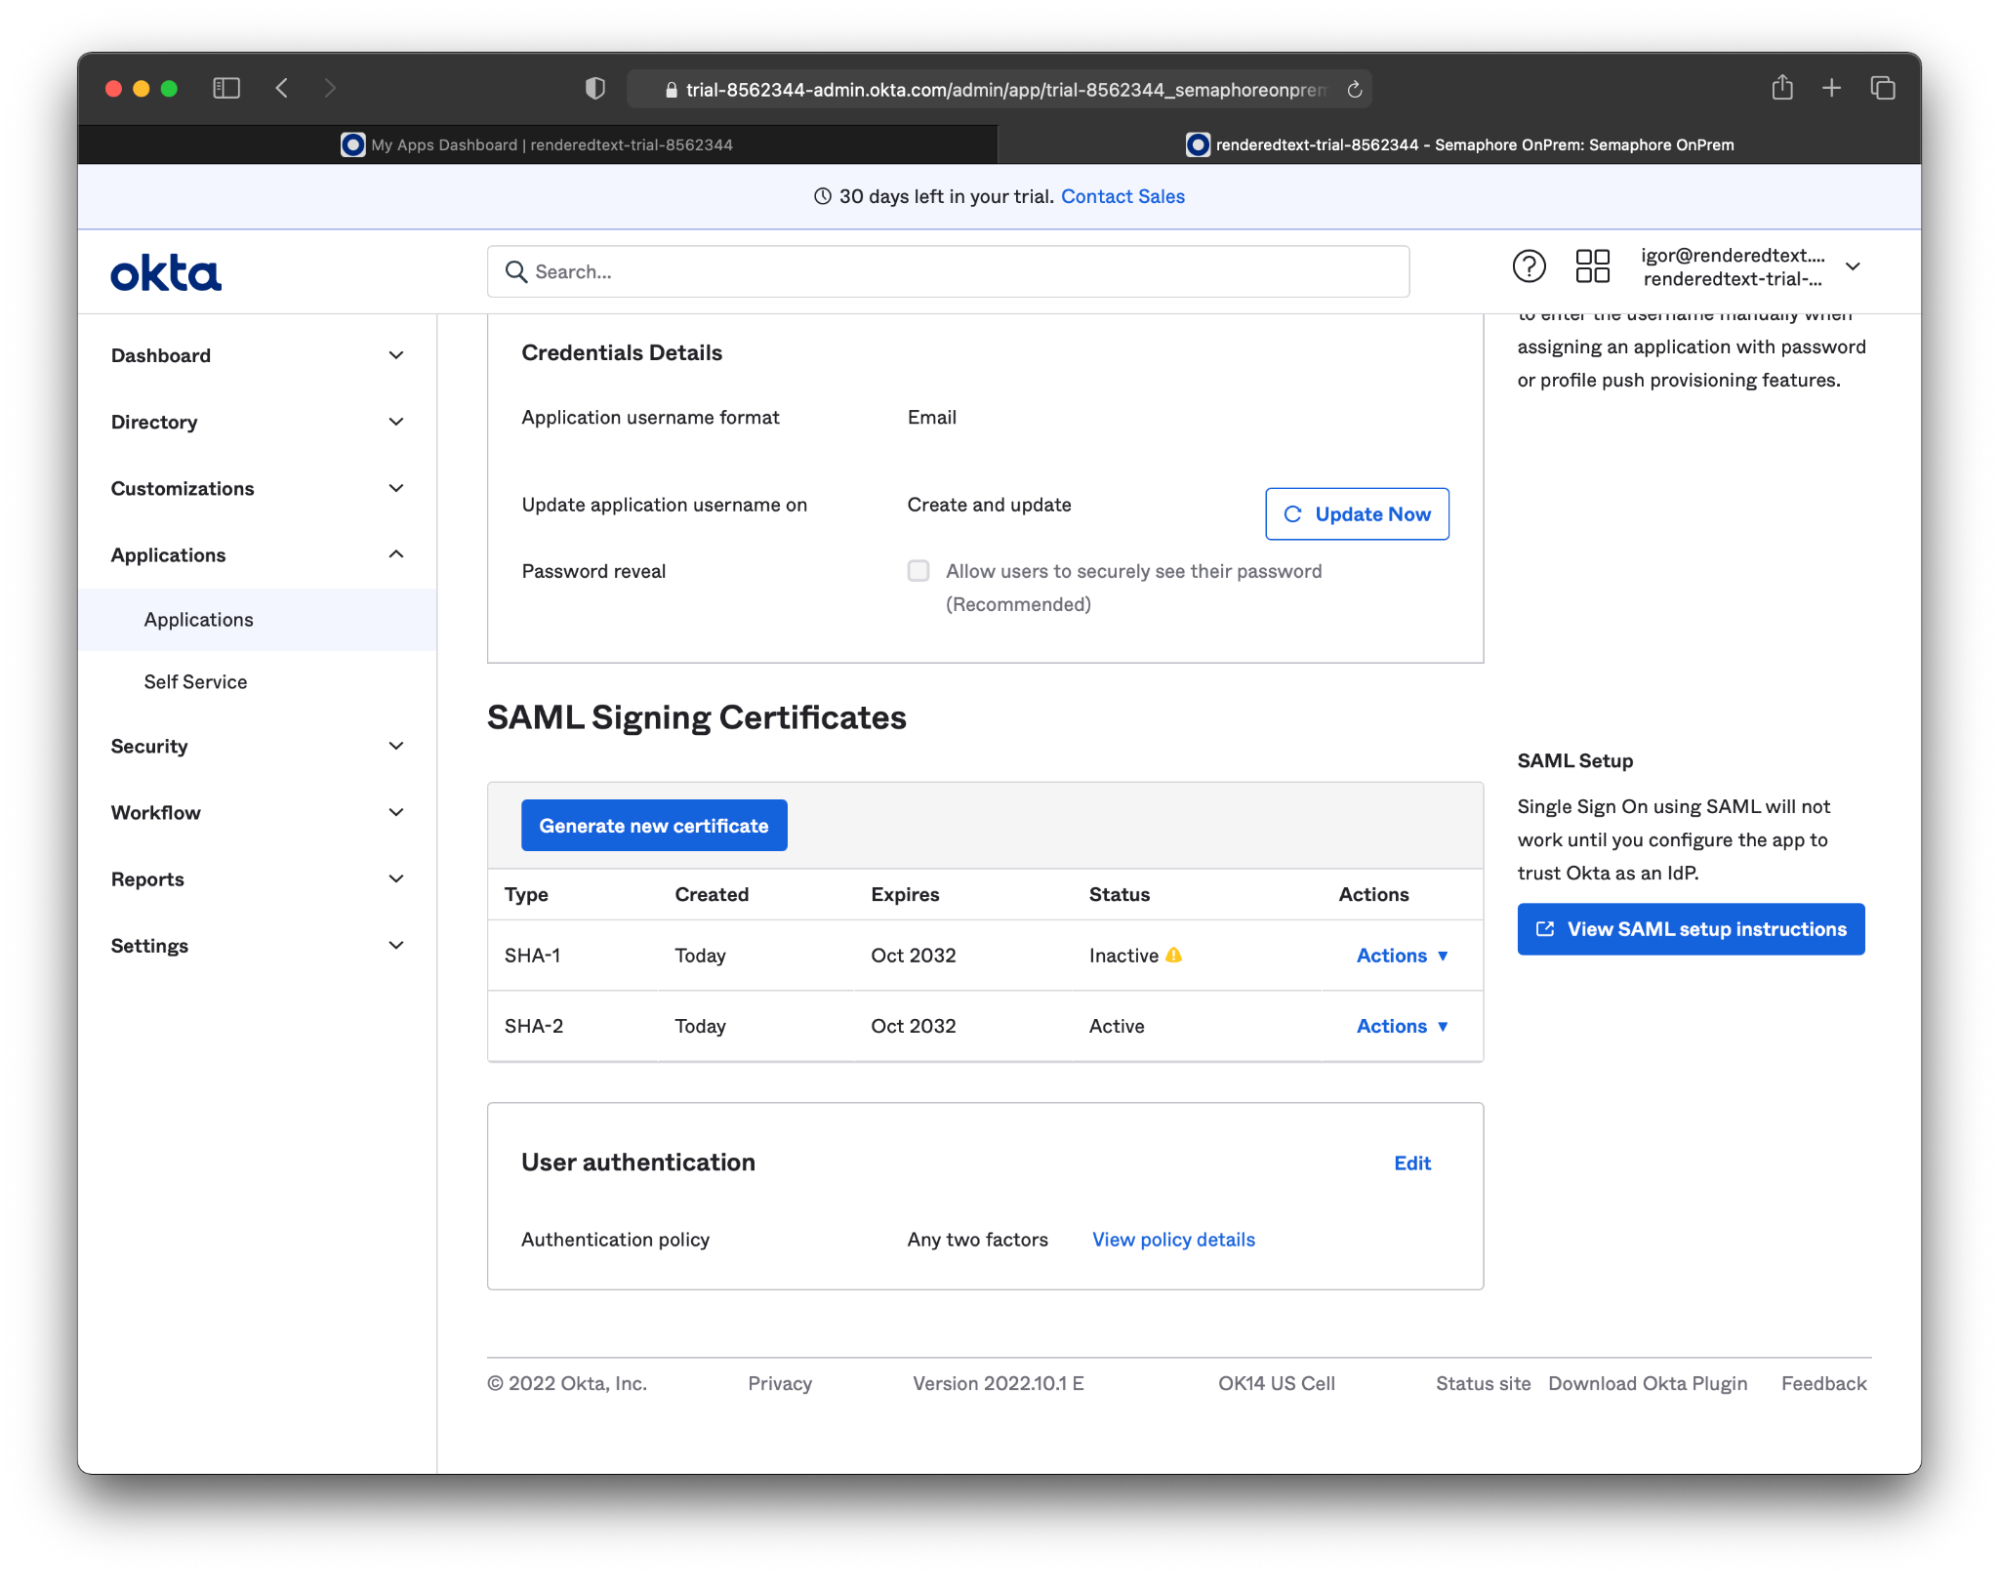 trial-8562344-admin.okta.com/admin/app/trial-8562344_semaphoreonprem
My Apps Dashboard | renderedtext-trial-8562344
renderedtext-trial-8562344 - Semaphore OnPrem: Semaphore OnPrem
30 days left in your trial. Contact Sales
okta
Search...
igor@renderedtext....
renderedtext-trial-...
Dashboard
Directory
Customizations
Applications
Applications
Self Service
Security
Workflow
Reports
Settings
Credentials Details
Application username format Email
Update application username on Create and update Update Now
Password reveal Allow users to securely see their password
(Recommended)
to enter the username manually when
assigning an application with password
or profile push provisioning features.
SAML Signing Certificates
Generate new certificate
Type Created Expires Status Actions
SHA-1 Today Oct 2032 Inactive Actions ▼
SHA-2 Today Oct 2032 Active Actions ▼
SAML Setup
Single Sign On using SAML will not
work until you configure the app to
trust Okta as an IdP.
View SAML setup instructions
User authentication Edit
Authentication policy Any two factors View policy details
© 2022 Okta, Inc. Privacy Version 2022.10.1 E OK14 US Cell Status site Download Okta Plugin Feedback